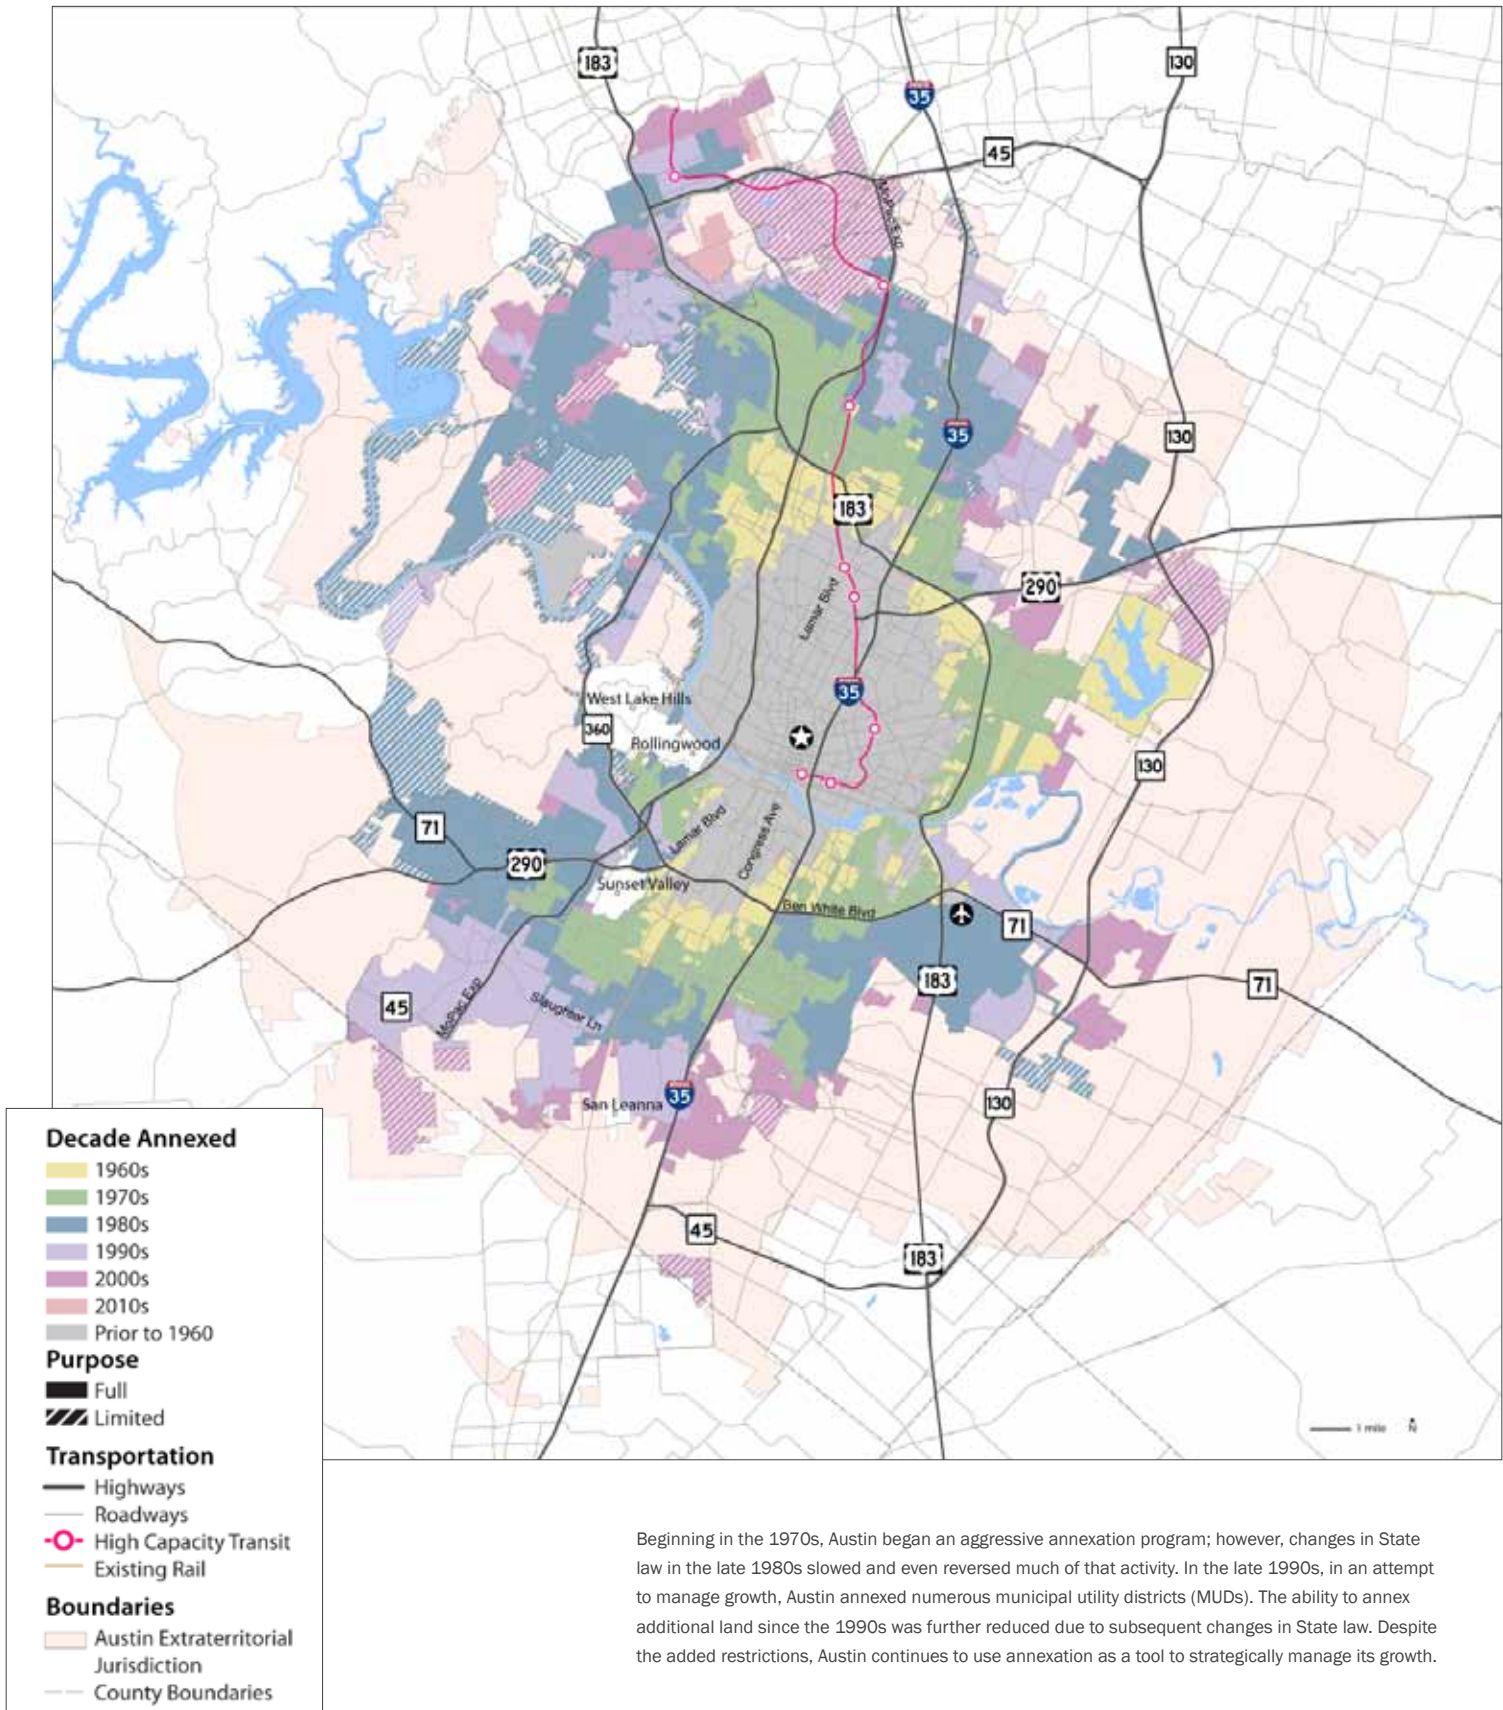 183
35
130
45
MoPac Exp
35
130
183
290
Lamar Blvd
35
West Lake Hills
360
Rollingwood
130
71
290
Lamar Blvd
Congress Ave
Sunset Valley
Ben White Blvd
71
183
71
45
MoPac Exp
Slaughter Ln
35
San Leanna
130
45
183
1 mile
N
Decade Annexed
1960s
1970s
1980s
1990s
2000s
2010s
Prior to 1960
Purpose
Full
Limited
Transportation
Highways
Roadways
High Capacity Transit
Existing Rail
Boundaries
Austin Extraterritorial
Jurisdiction
County Boundaries
Beginning in the 1970s, Austin began an aggressive annexation program; however, changes in State
law in the late 1980s slowed and even reversed much of that activity. In the late 1990s, in an attempt
to manage growth, Austin annexed numerous municipal utility districts (MUDs). The ability to annex
additional land since the 1990s was further reduced due to subsequent changes in State law. Despite
the added restrictions, Austin continues to use annexation as a tool to strategically manage its growth.